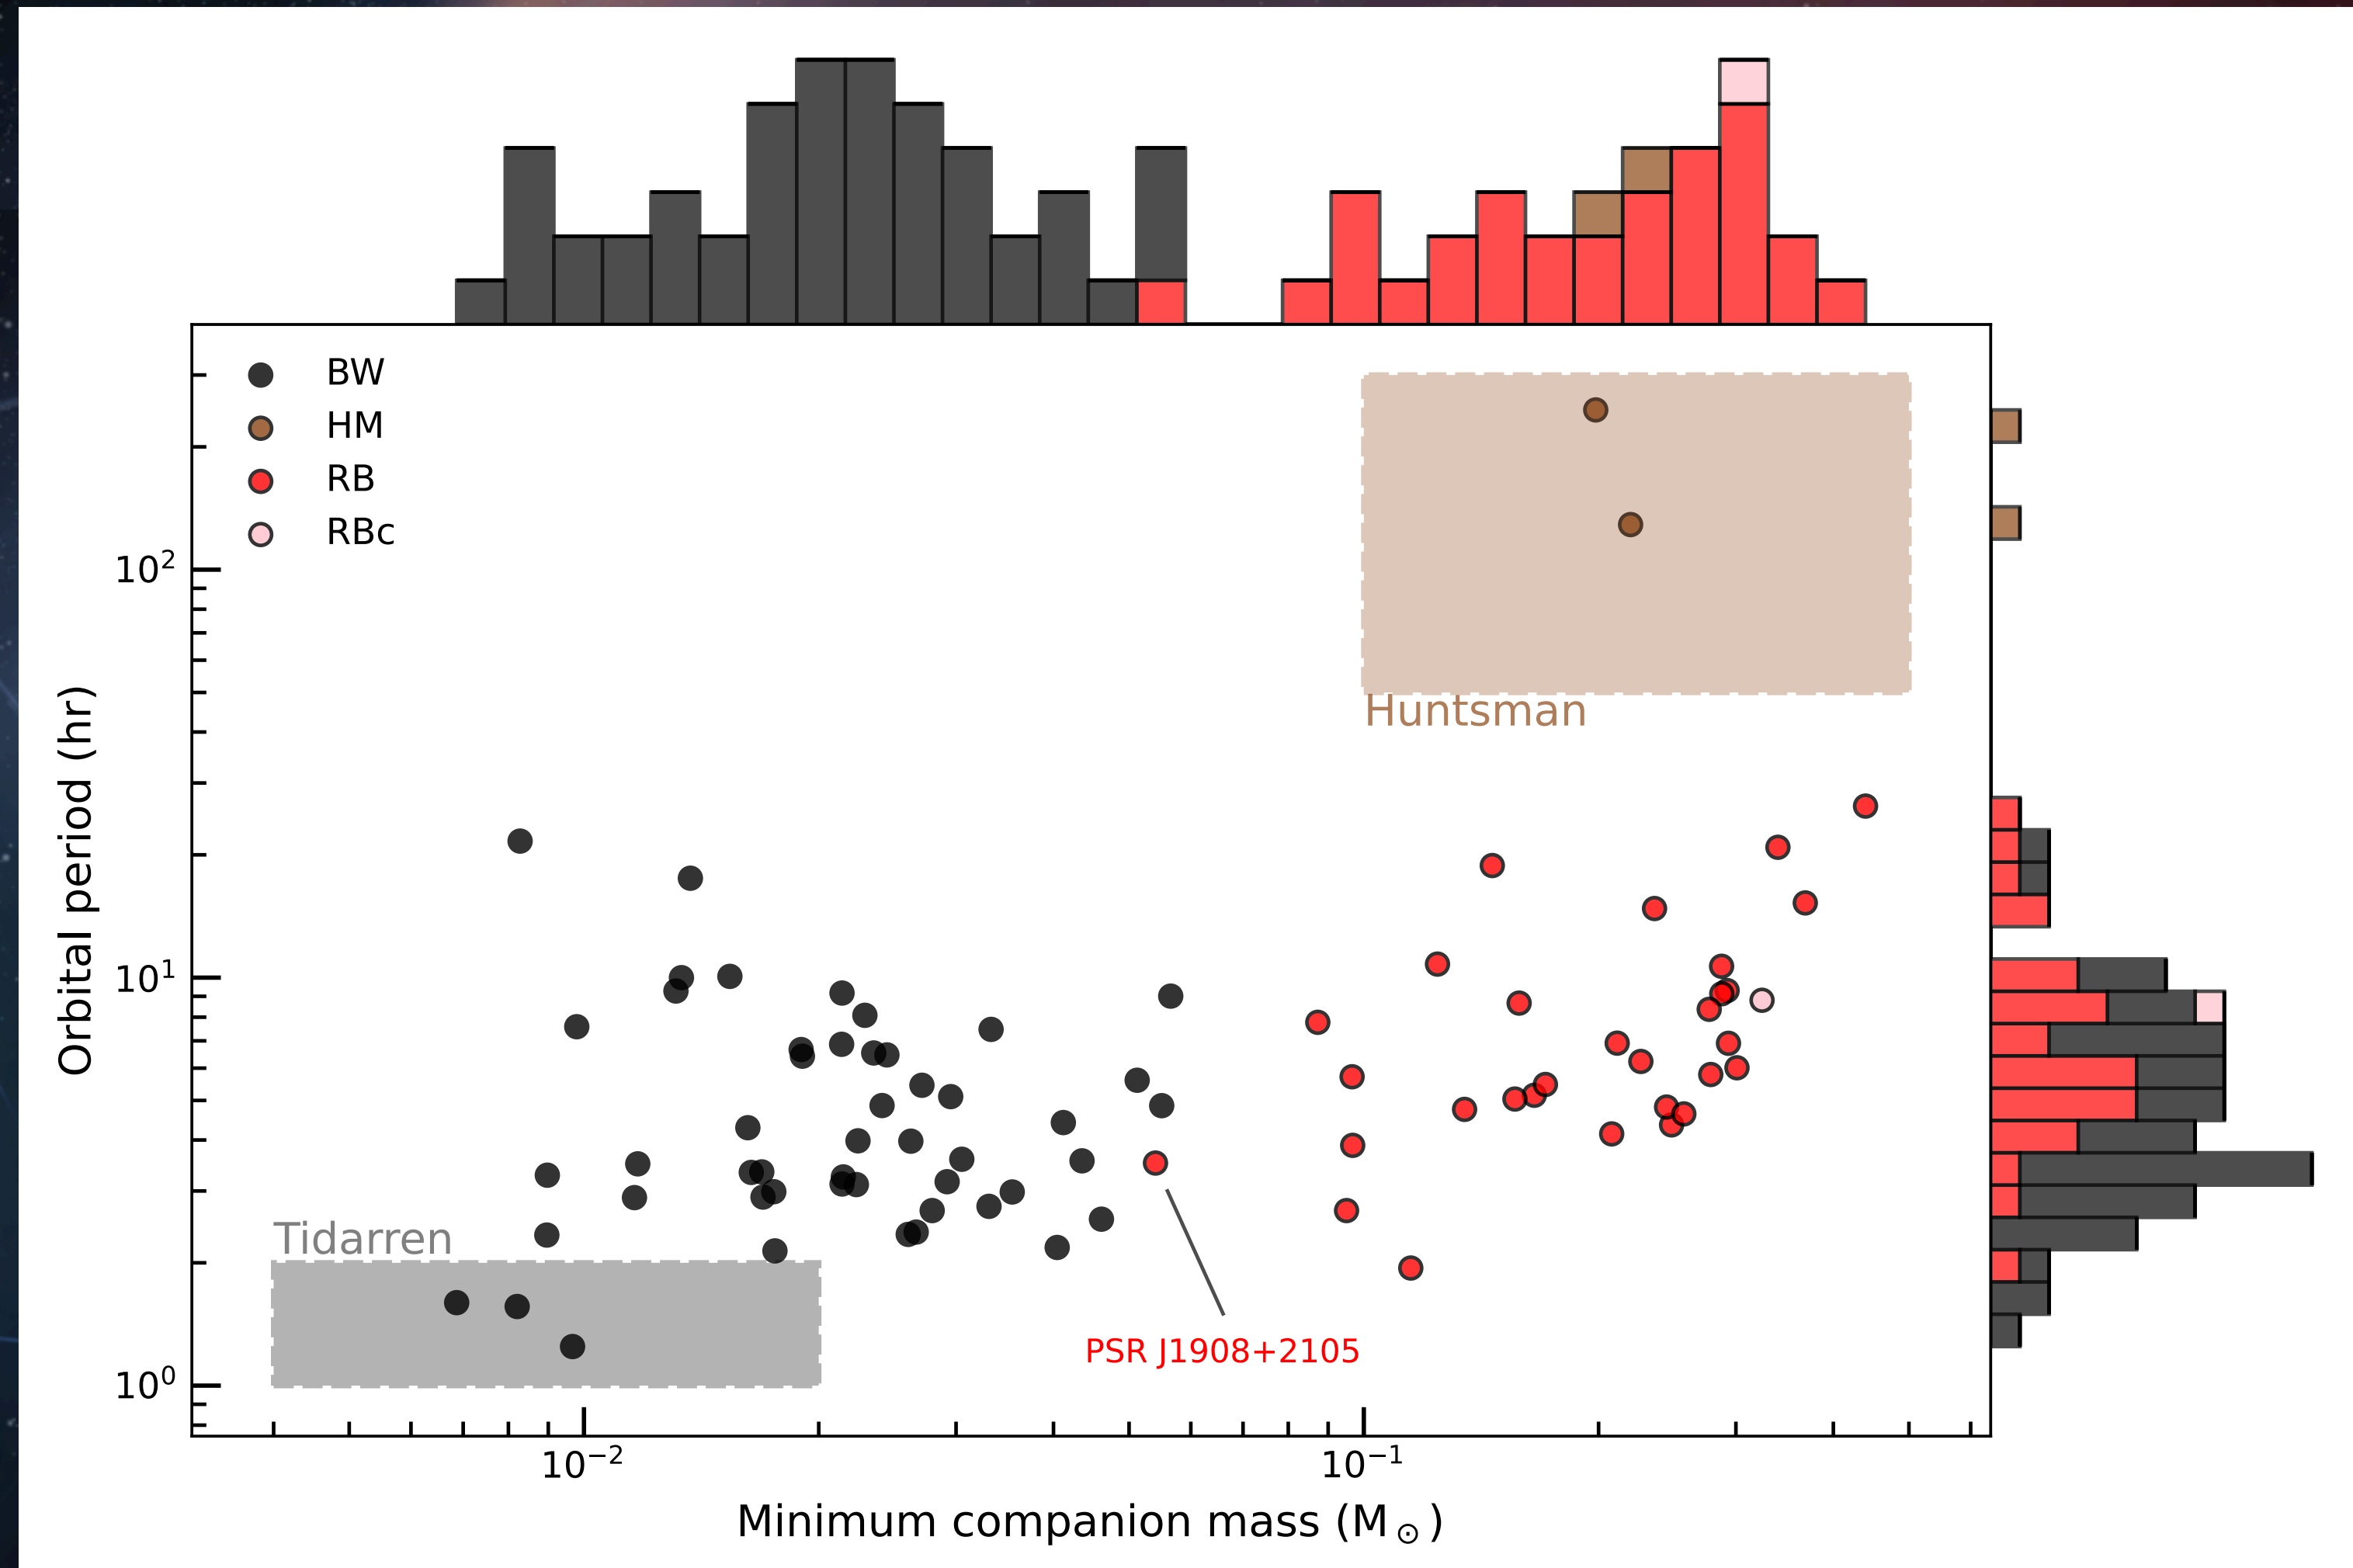 BW
HM
RB
RBc
10²
Huntsman
10¹
Tidarren
PSR J1908+2105
10⁰
Orbital period (hr)
10⁻² 10⁻¹
Minimum companion mass (M☉)